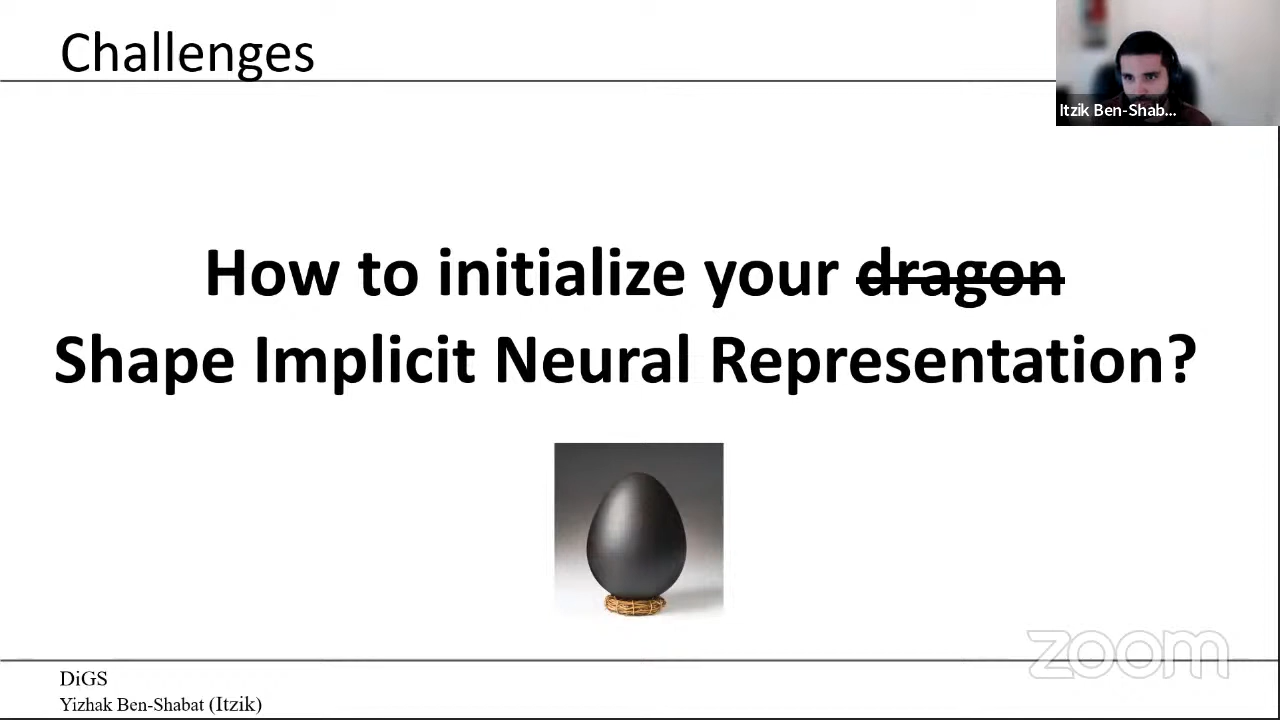 Challenges
Itzik Ben-Shab...
How to initialize your dragon
Shape Implicit Neural Representation?
zoom
DiGS
Yizhak Ben-Shabat (Itzik)